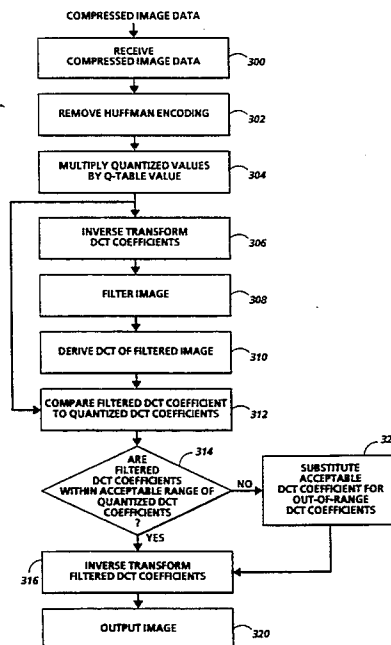 COMPRESSED IMAGE DATA
RECEIVE
COMPRESSED IMAGE DATA
300
REMOVE HUFFMAN ENCODING
302
MULTIPLY QUANTIZED VALUES
BY Q-TABLE VALUE
304
INVERSE TRANSFORM
DCT COEFFICIENTS
306
FILTER IMAGE
308
DERIVE DCT OF FILTERED IMAGE
310
COMPARE FILTERED DCT COEFFICIENT
TO QUANTIZED DCT COEFFICIENTS
312
314
ARE
FILTERED
DCT COEFFICIENTS
WITHIN ACCEPTABLE RANGE OF
QUANTIZED DCT
COEFFICIENTS
?
NO
YES
SUBSTITUTE
ACCEPTABLE
DCT COEFFICIENT FOR
OUT-OF-RANGE
DCT COEFFICIENTS
316
INVERSE TRANSFORM
FILTERED DCT COEFFICIENTS
OUTPUT IMAGE
320